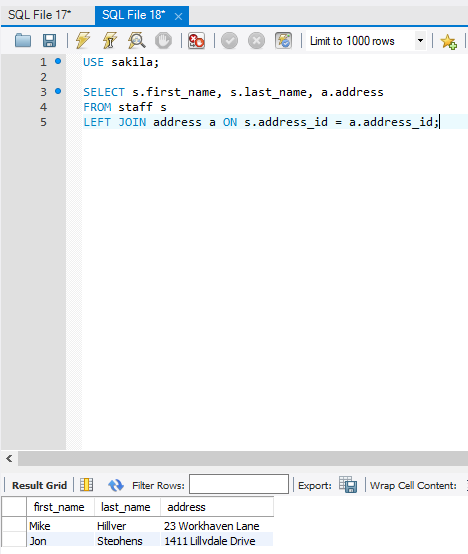 SQL File 17* SQL File 18* ×
Limit to 1000 rows
1 USE sakila;
2
3 SELECT s.first_name, s.last_name, a.address
4 FROM staff s
5 LEFT JOIN address a ON s.address_id = a.address_id;
Result Grid Filter Rows: Export: Wrap Cell Content:
first_name last_name address
Mike Hillyer 23 Workhaven Lane
Jon Stephens 1411 Lillydale Drive